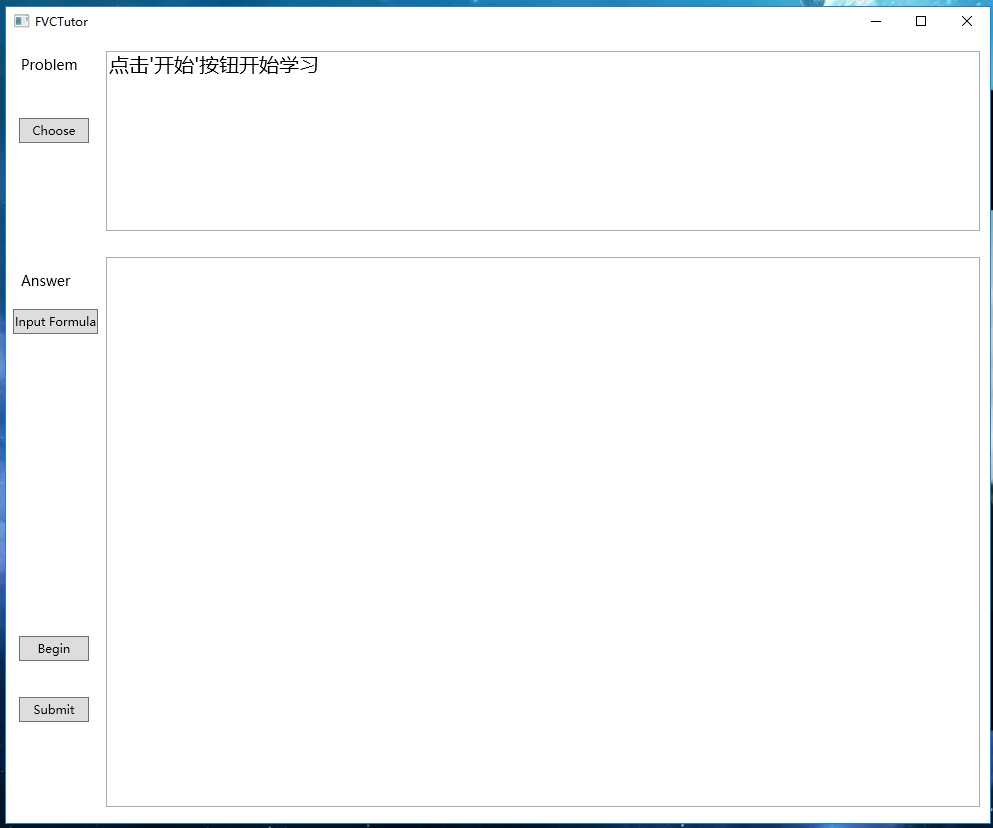 FVCTutor
Problem
点击'开始'按钮开始学习
Choose
Answer
Input Formula
Begin
Submit